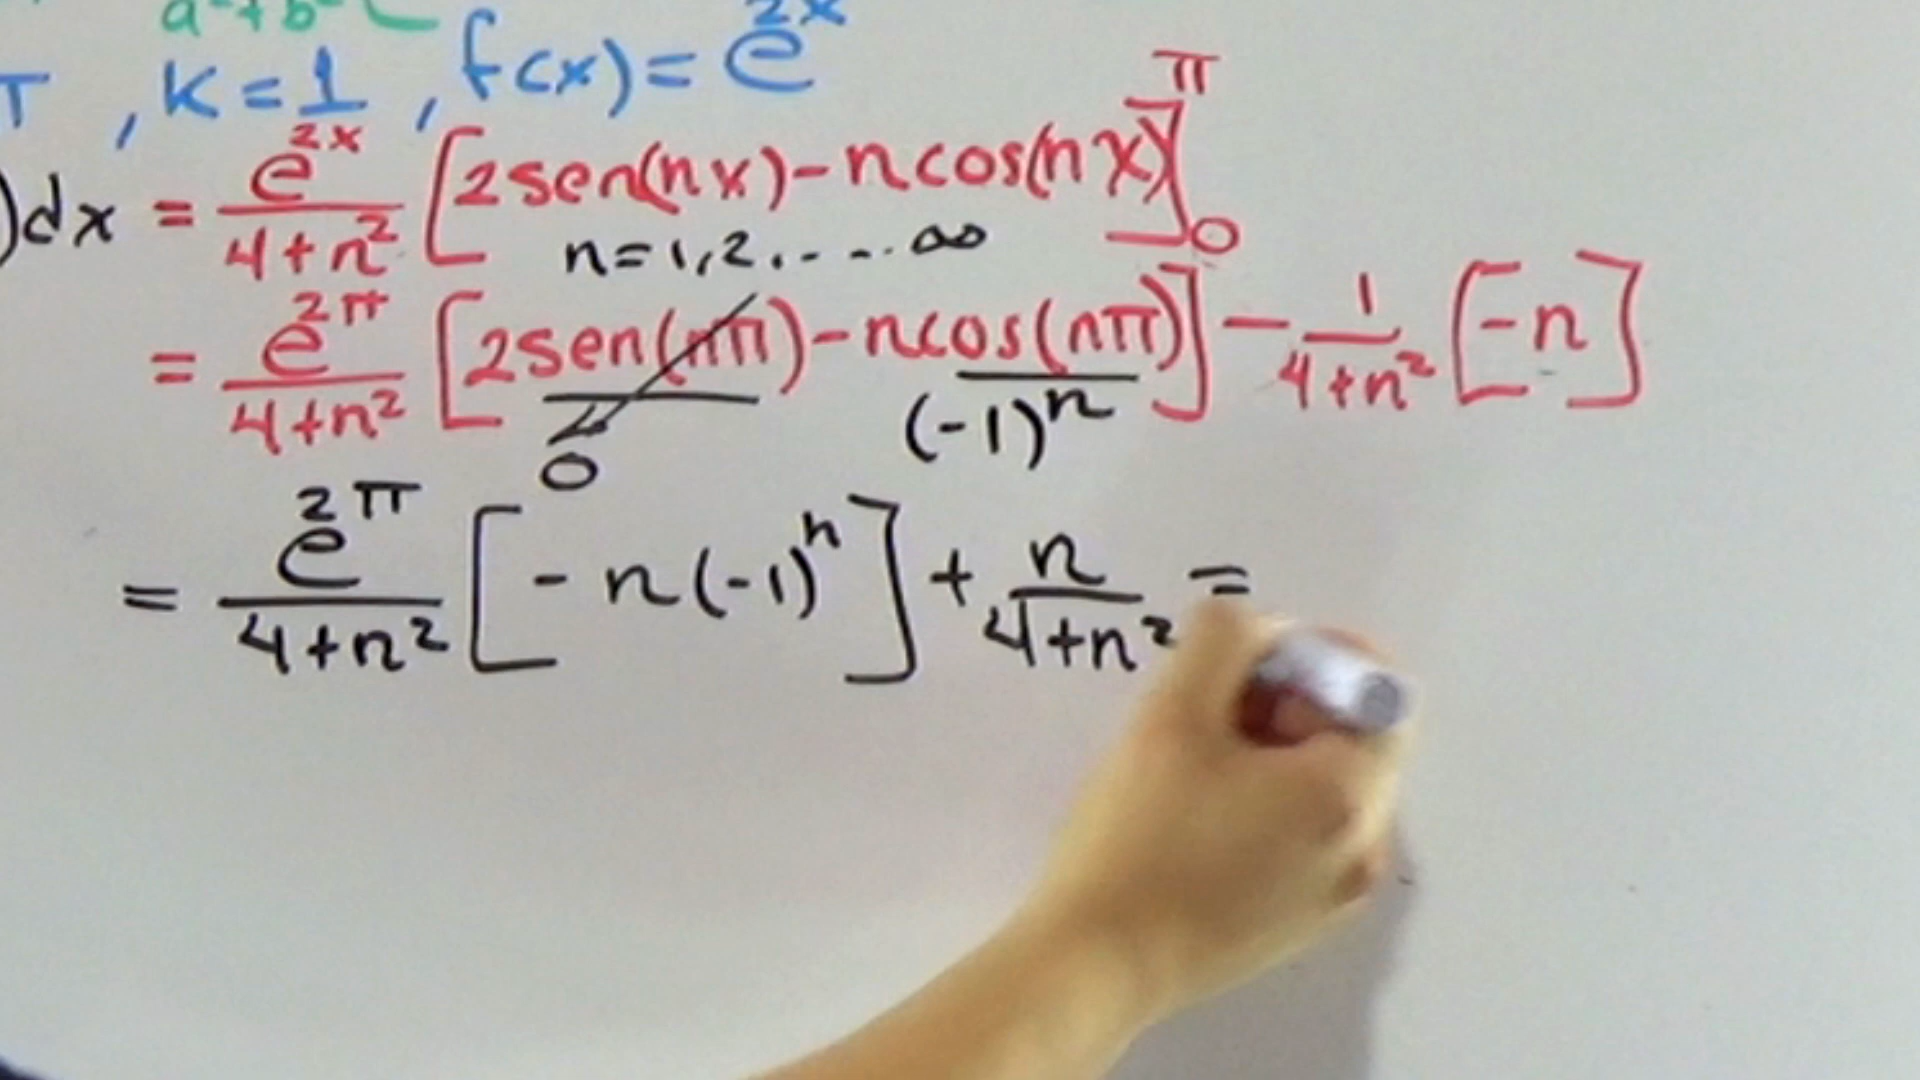 a²+b²
π , K=1 , f(x)= e^{2x}
)dx = e^{2x}/(4+n²) [2sen(nx)-ncos(nx)]_0^π
n=1,2,....∞
= e^{2π}/(4+n²) [2sen(nπ)-ncos(nπ)] - 1/(4+n²) [-n]
0 (-1)^n
= e^{2π}/(4+n²) [-n(-1)^n] + n/(4+n²) =